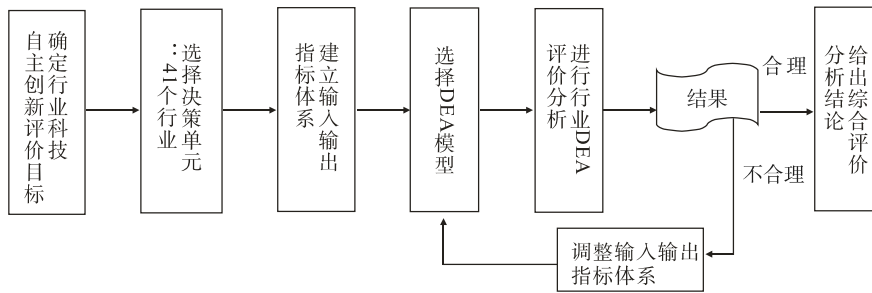 确定行业科技
自主创新评价目标
选择决策单元
：41个行业
建立输入输出
指标体系
选择DEA模型
进行行业DEA
评价分析
结果
合理
不合理
给出综合评价
分析结论
调整输入输出
指标体系